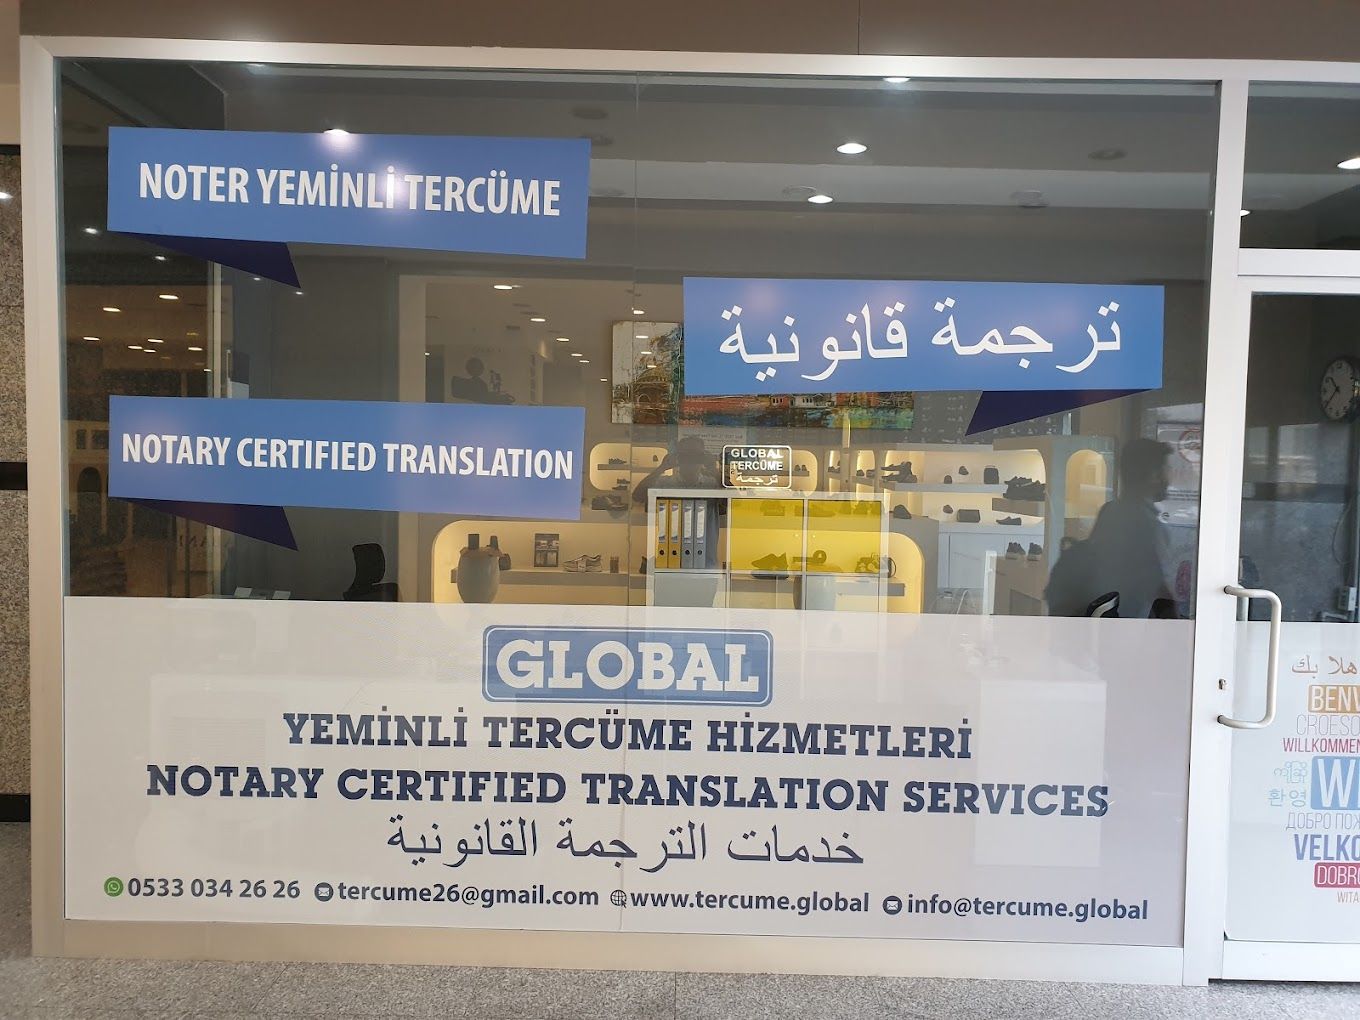 NOTER YEMİNLİ TERCÜME
ترجمة قانونية
NOTARY CERTIFIED TRANSLATION
GLOBAL
TERCÜME
ترجمة
GLOBAL
YEMİNLİ TERCÜME HİZMETLERİ
NOTARY CERTIFIED TRANSLATION SERVICES
خدمات الترجمة القانونية
0533 034 26 26 tercume26@gmail.com www.tercume.global info@tercume.global
هلا بك
WILLKOMMEN
환영